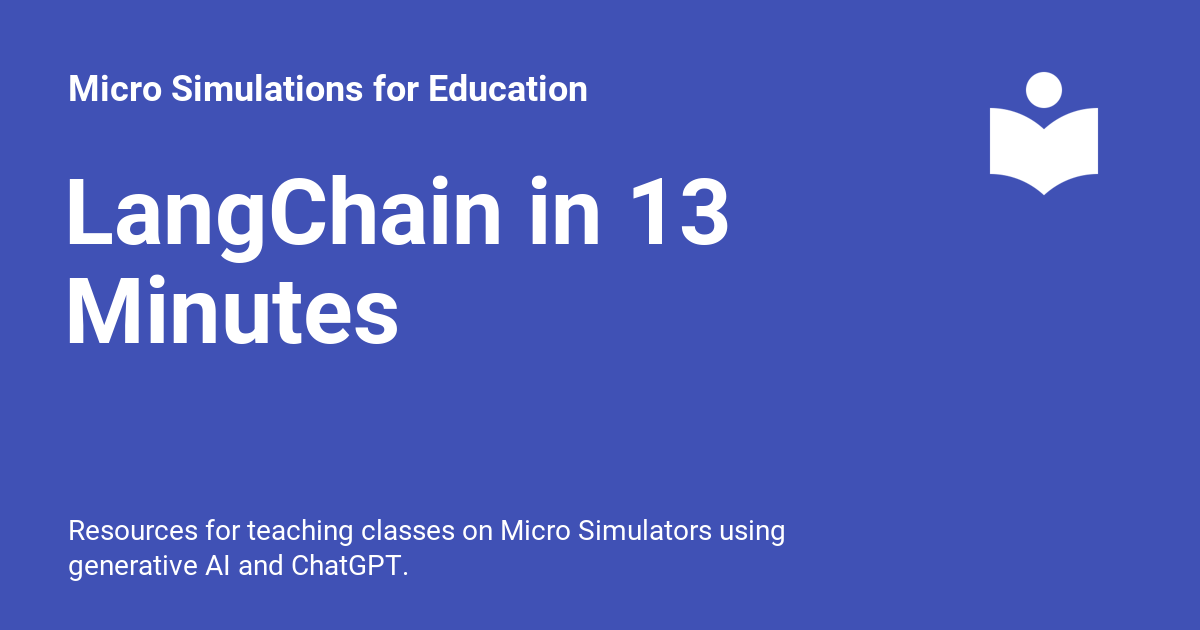 Micro Simulations for Education
LangChain in 13
Minutes
Resources for teaching classes on Micro Simulators using
generative AI and ChatGPT.